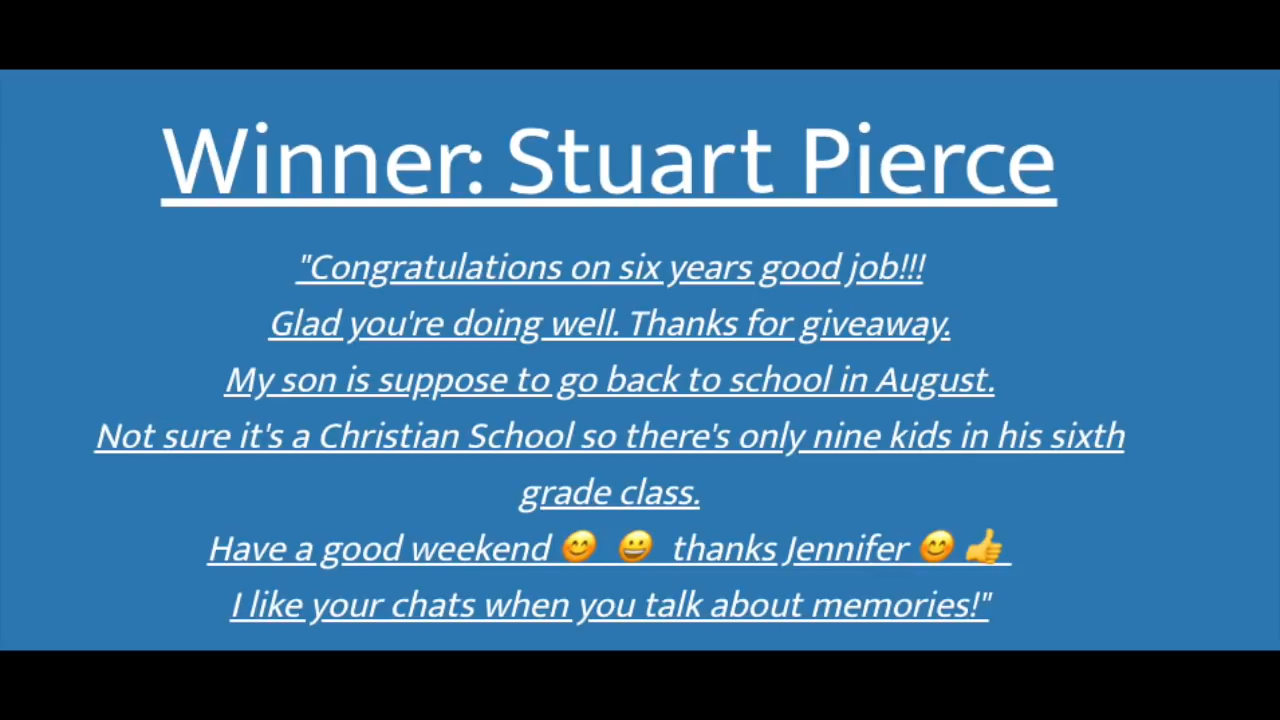 Winner: Stuart Pierce
"Congratulations on six years good job!!!
Glad you're doing well. Thanks for giveaway.
My son is suppose to go back to school in August.
Not sure it's a Christian School so there's only nine kids in his sixth
grade class.
Have a good weekend 😊 😀 thanks Jennifer 😊👍
I like your chats when you talk about memories!"